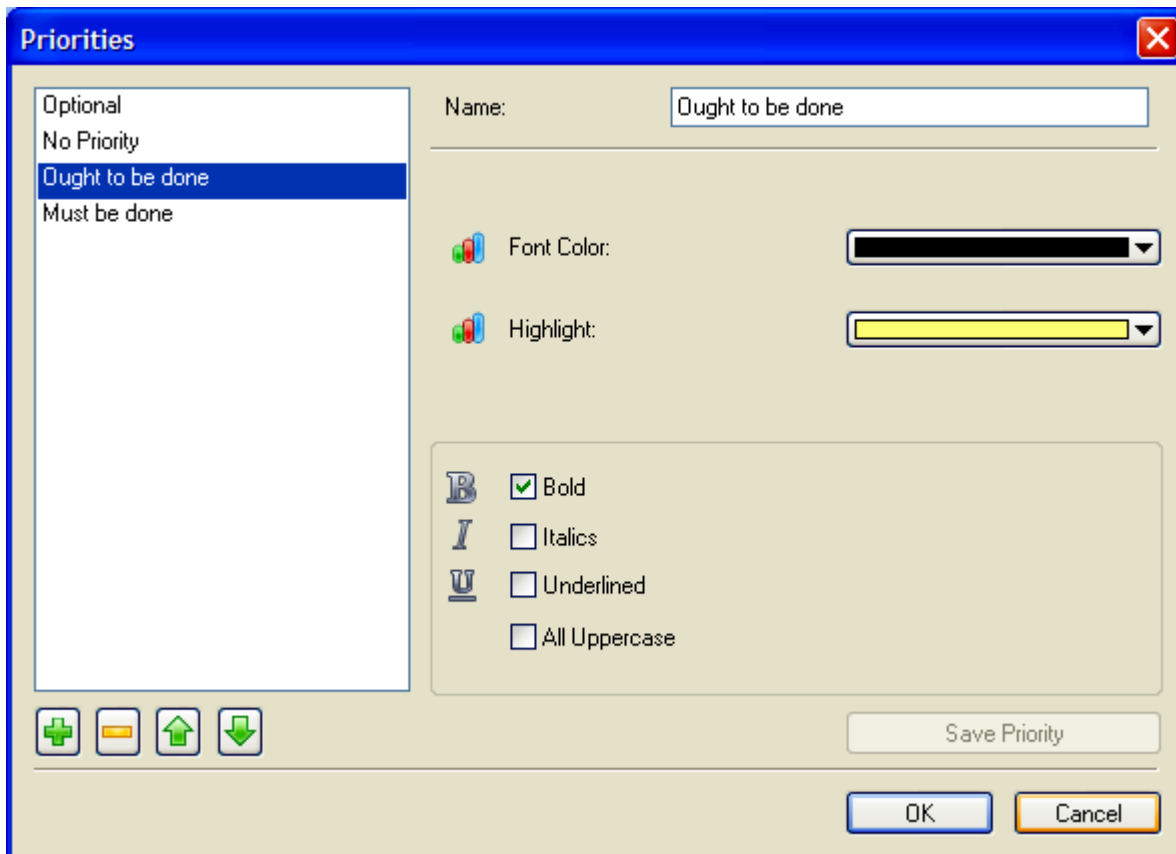 Priorities
Optional
No Priority
Ought to be done
Must be done
Name:
Ought to be done
Font Color:
Highlight:
B
Bold
I
Italics
U
Underlined
All Uppercase
Save Priority
OK
Cancel